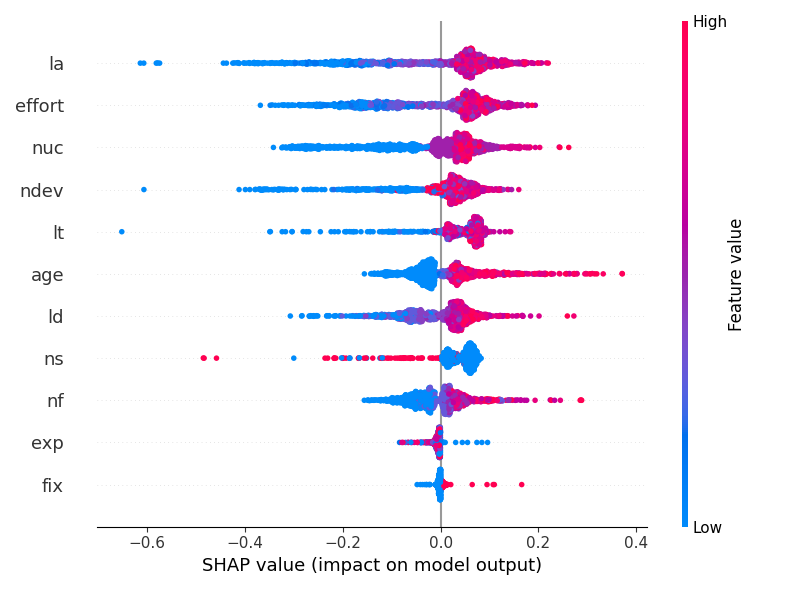 High
la
effort
nuc
ndev
lt
age
ld
ns
nf
exp
fix
Feature value
Low
−0.6 −0.4 −0.2 0.0 0.2 0.4
SHAP value (impact on model output)